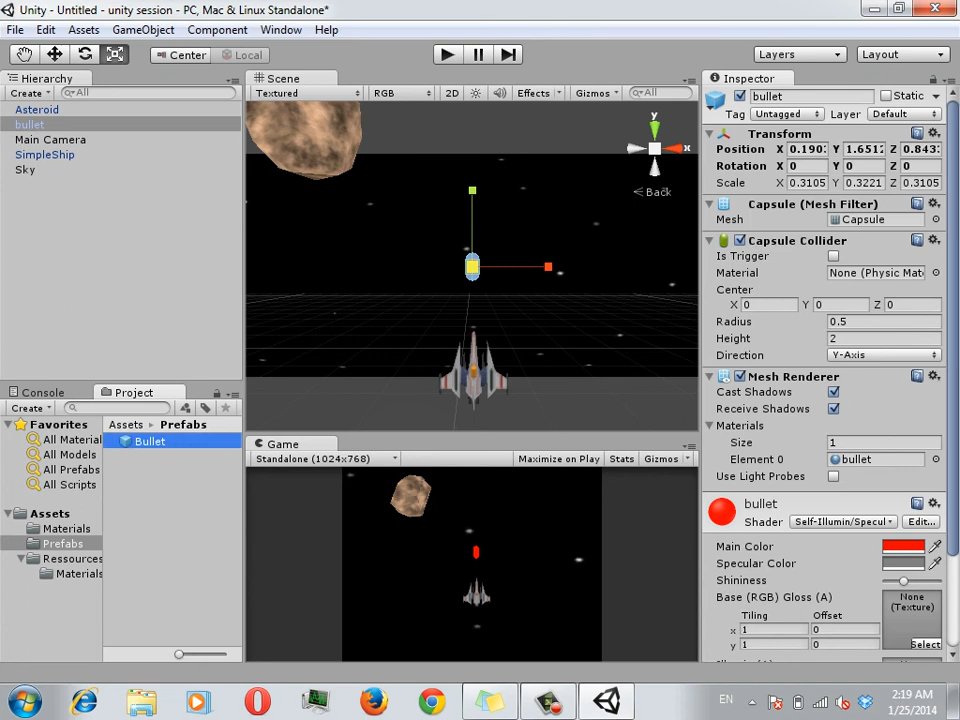 Unity - Untitled - unity session - PC, Mac & Linux Standalone*
File Edit Assets GameObject Component Window Help
Center Local Layers Layout
Hierarchy
Create All
Asteroid
bullet
Main Camera
SimpleShip
Sky
Scene
Textured RGB 2D Effects Gizmos All
y
x
Back
Game
Standalone (1024x768) Maximize on Play Stats Gizmos
Console Project
Create
Favorites
All Material
All Models
All Prefabs
All Scripts
Assets
Materials
Prefabs
Ressources
Materials
Assets Prefabs
Bullet
Inspector
bullet Static
Tag Untagged Layer Default
Transform
Position X 0.190 Y 1.651 Z 0.843
Rotation X 0 Y 0 Z 0
Scale X 0.3105 Y 0.3221 Z 0.3105
Capsule (Mesh Filter)
Mesh Capsule
Capsule Collider
Is Trigger
Material None (Physic Mat
Center
X 0 Y 0 Z 0
Radius 0.5
Height 2
Direction Y-Axis
Mesh Renderer
Cast Shadows
Receive Shadows
Materials
Size 1
Element 0 bullet
Use Light Probes
bullet
Shader Self-Illumin/Specul Edit...
Main Color
Specular Color
Shininess
Base (RGB) Gloss (A) None (Texture)
Tiling Offset
x 1 0
y 1 0 Select
EN 2:19 AM
1/25/2014